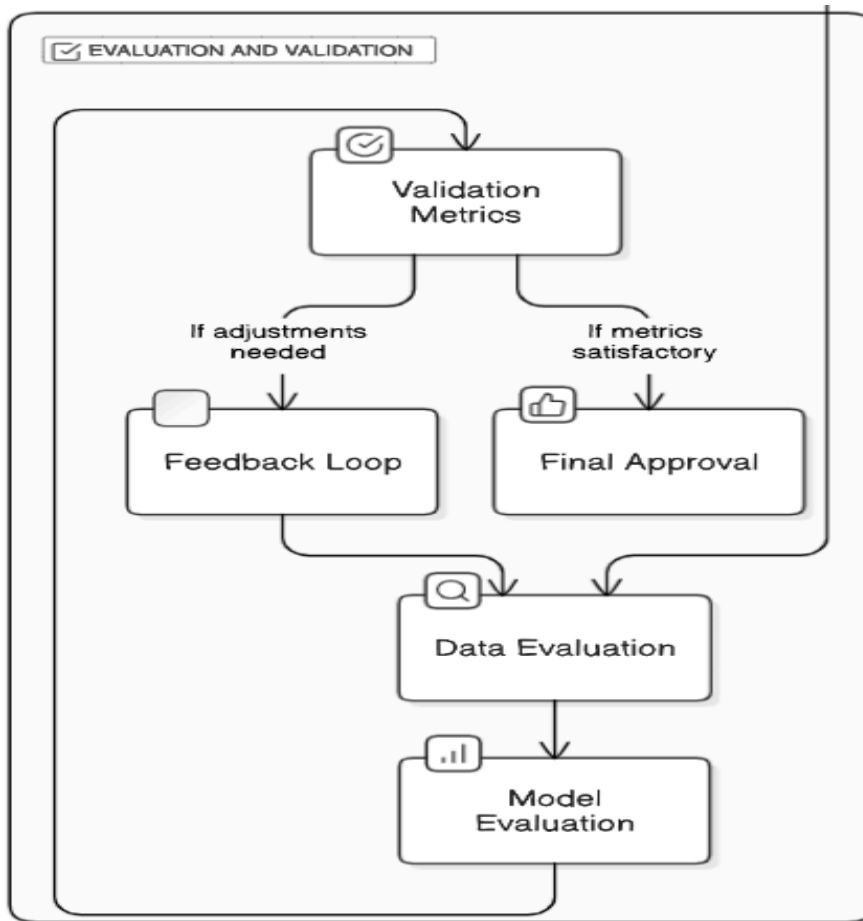 EVALUATION AND VALIDATION
Validation
Metrics
If adjustments
needed
If metrics
satisfactory
Feedback Loop
Final Approval
Data Evaluation
Model
Evaluation